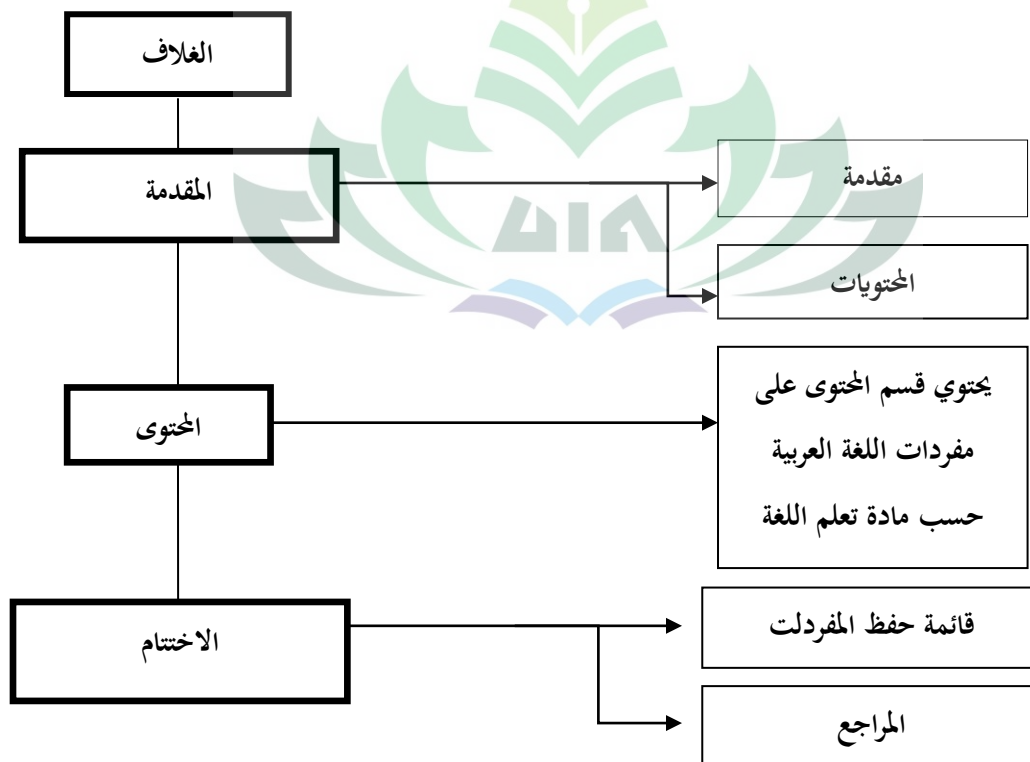 الغلاف
المقدمة
مقدمة
المحتويات
المحتوى
يحتوي قسم المحتوى على
مفردات اللغة العربية
حسب مادة تعلم اللغة
الاختتام
قائمة حفظ المفردلت
المراجع